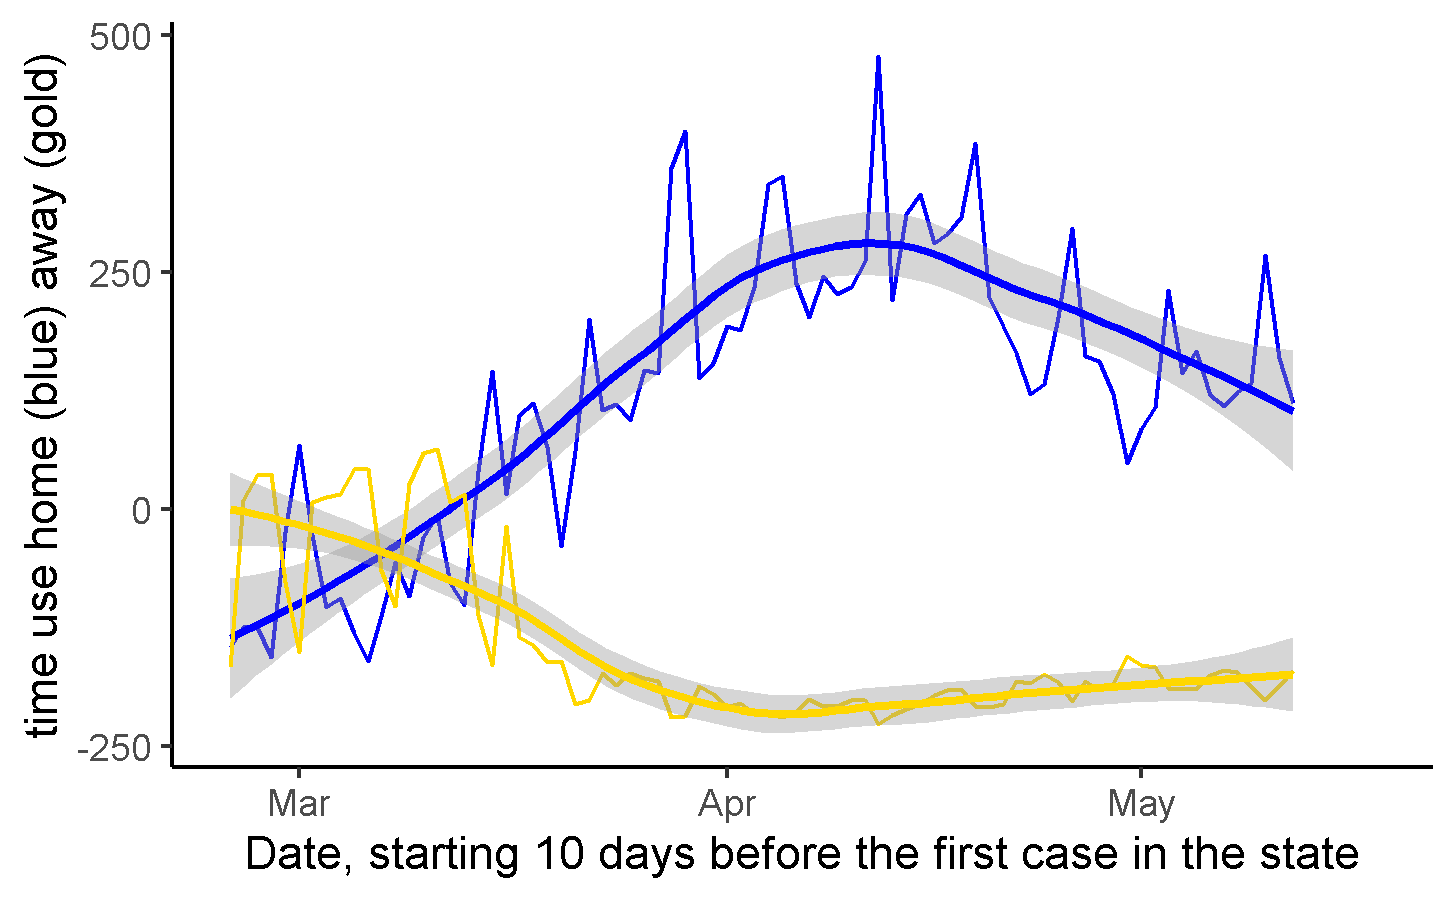 time use home (blue) away (gold)
500
250
0
-250
Mar
Apr
May
Date, starting 10 days before the first case in the state